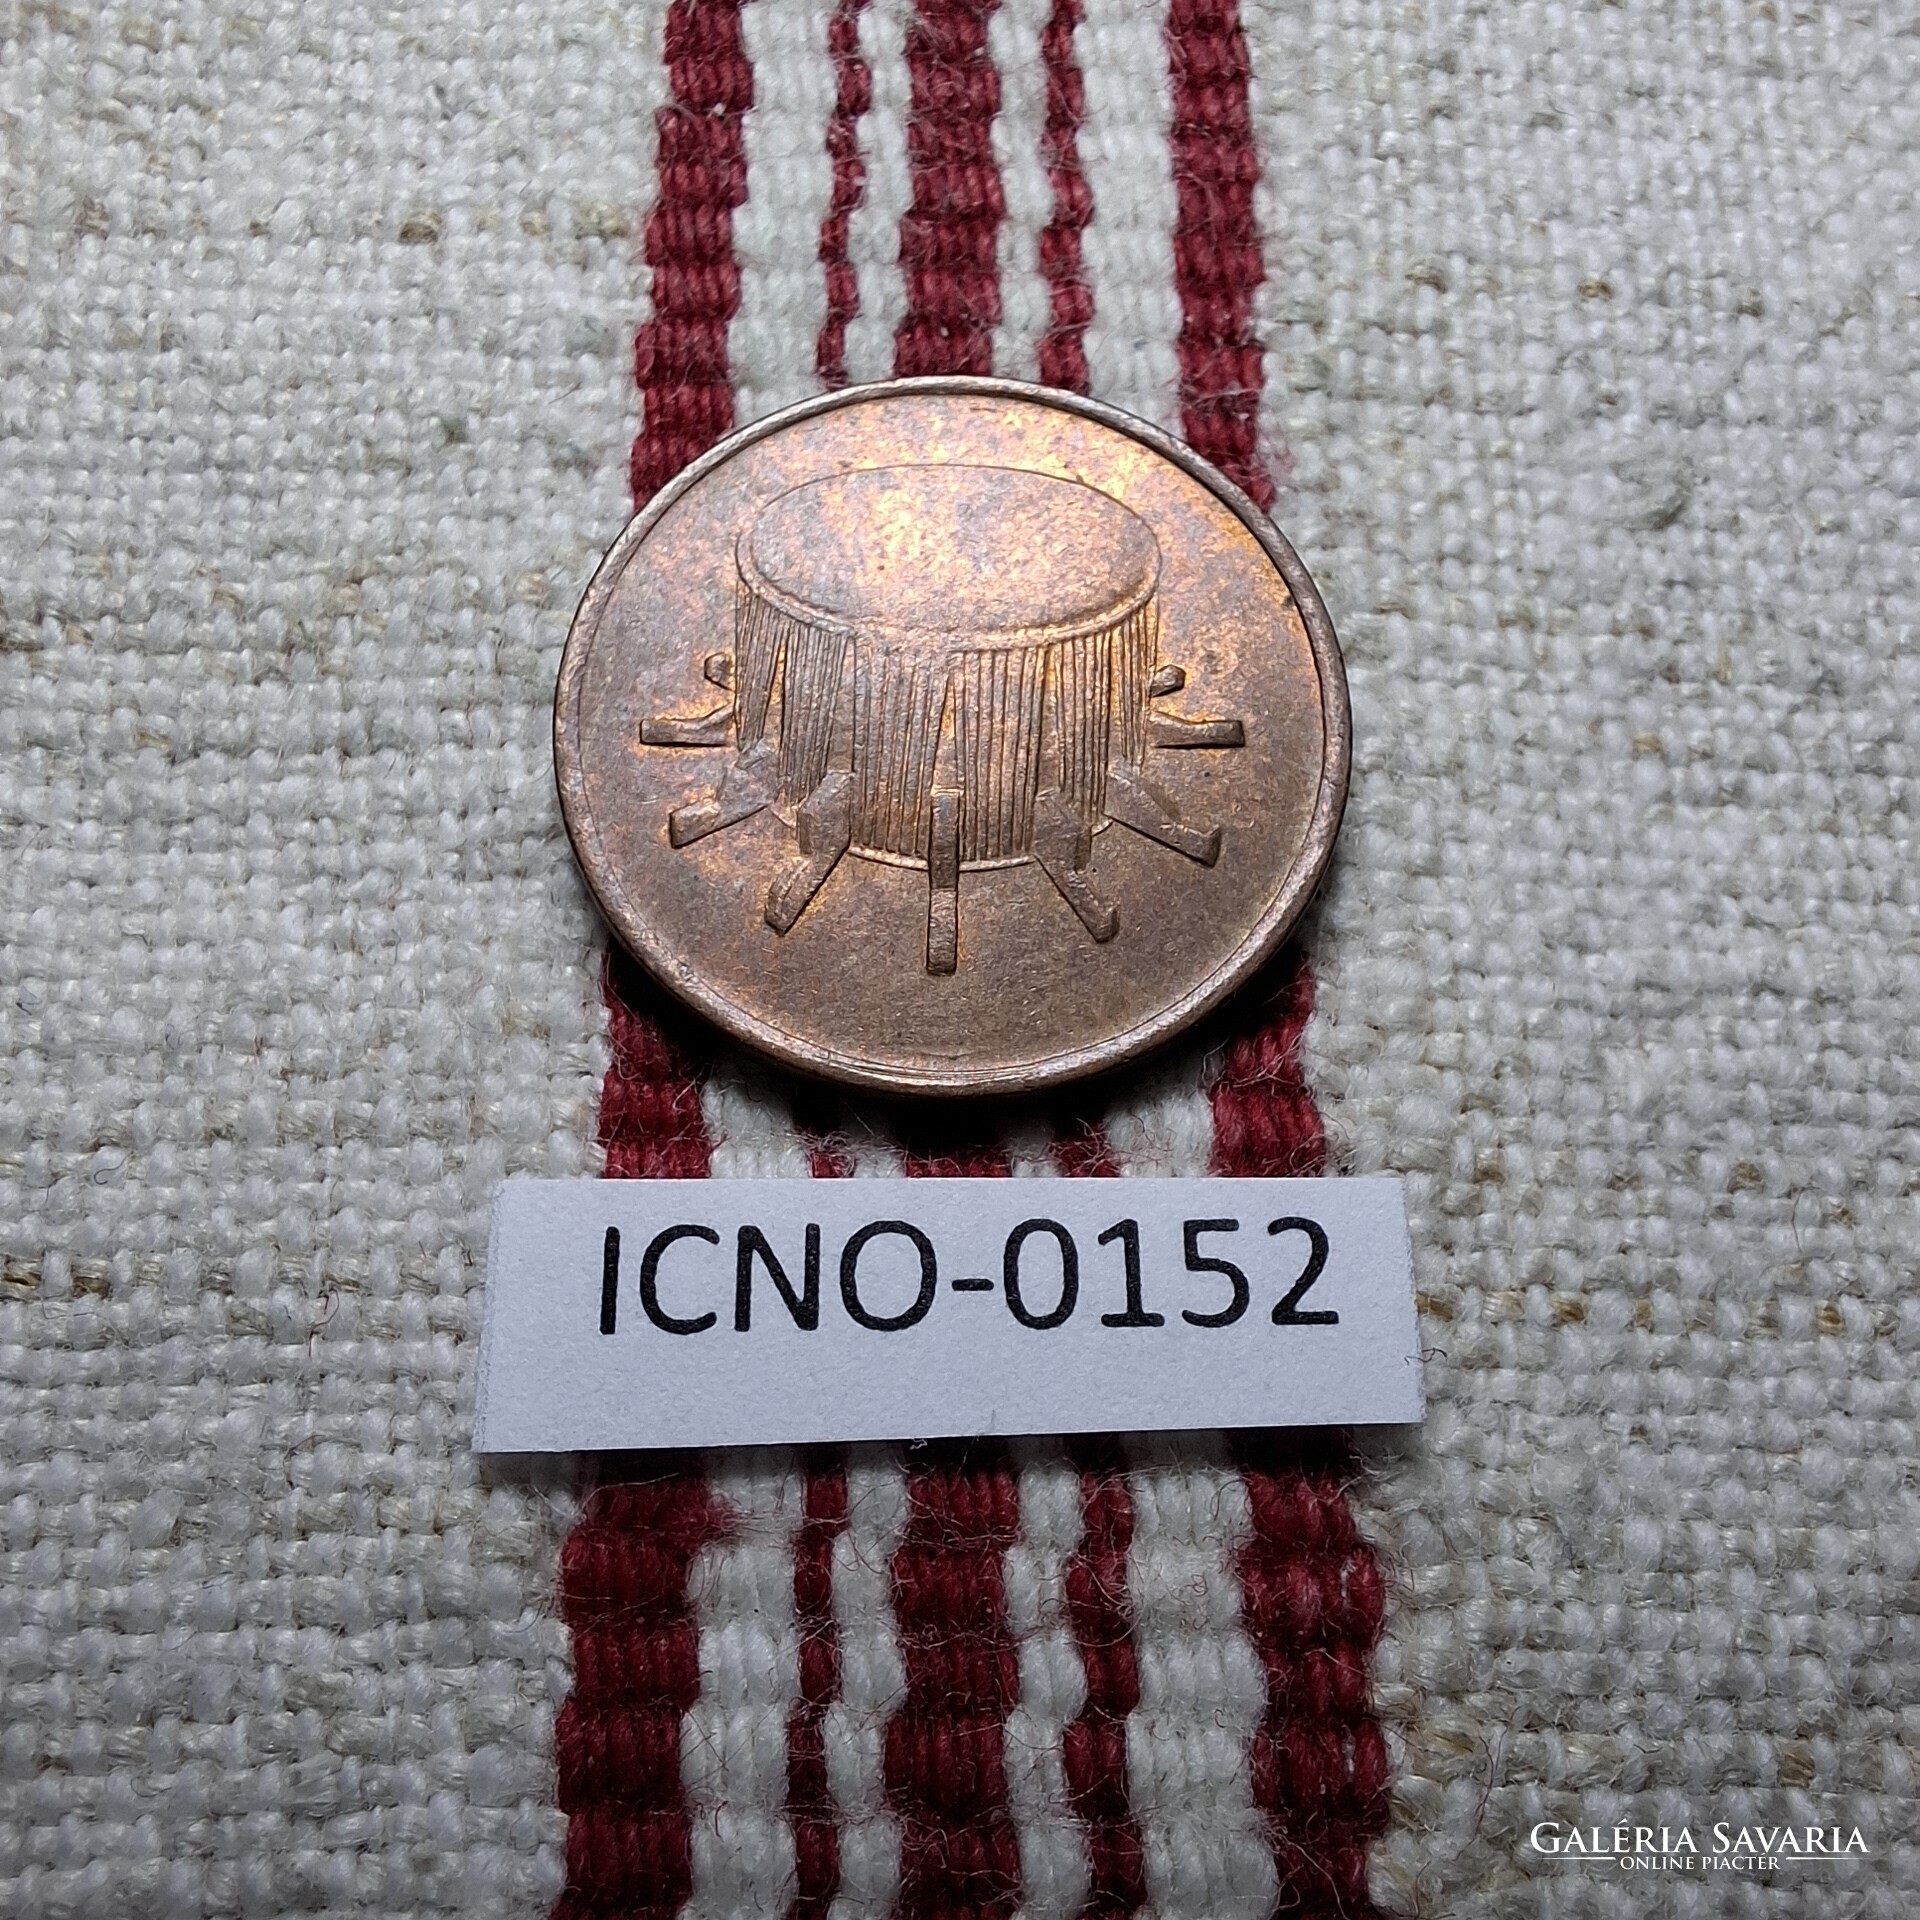 ICNO-0152
GALÉRIA SAVARIA
ONLINE PIACTÉR